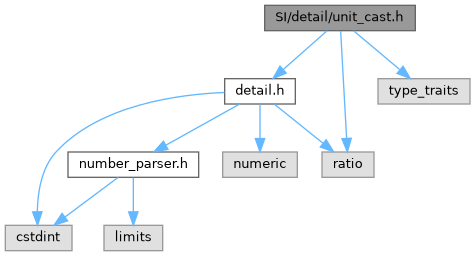 SI/detail/unit_cast.h
detail.h
type_traits
number_parser.h
numeric
ratio
cstdint
limits